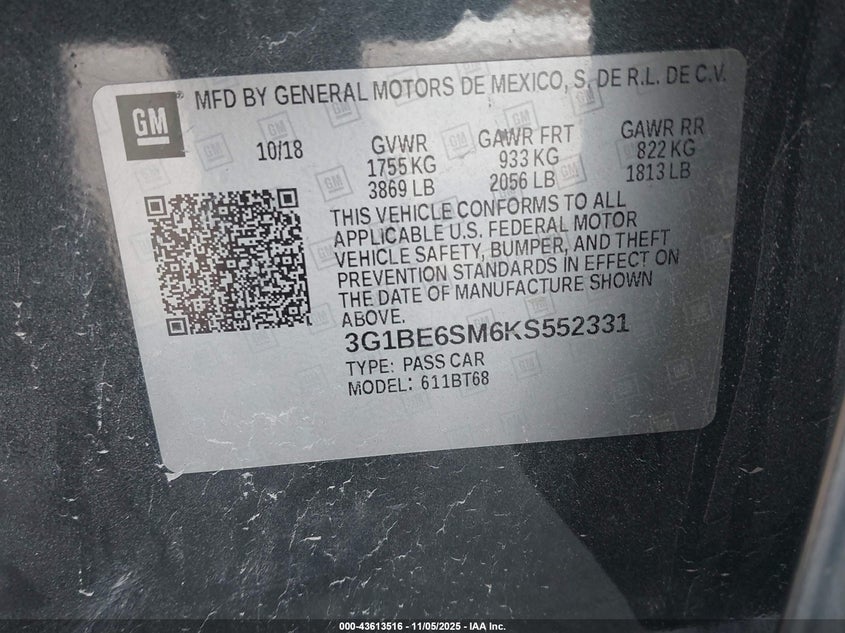 GM
MFD BY GENERAL MOTORS DE MEXICO, S. DE R.L. DE C.V.
10/18
GVWR
1755 KG
3869 LB
GAWR FRT
933 KG
2056 LB
GAWR RR
822 KG
1813 LB
THIS VEHICLE CONFORMS TO ALL
APPLICABLE U.S. FEDERAL MOTOR
VEHICLE SAFETY, BUMPER, AND THEFT
PREVENTION STANDARDS IN EFFECT ON
THE DATE OF MANUFACTURE SHOWN
ABOVE.
3G1BE6SM6KS552331
TYPE: PASS CAR
MODEL: 611BT68
000-43613516 - 11/05/2025 - IAA Inc.